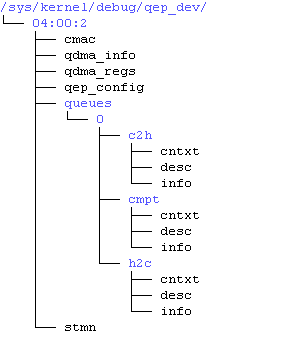 /sys/kernel/debug/qep_dev/
04:00:2
cmac
qdma_info
qdma_regs
qep_config
queues
0
c2h
cntxt
desc
info
cmpt
cntxt
desc
info
h2c
cntxt
desc
info
stmn